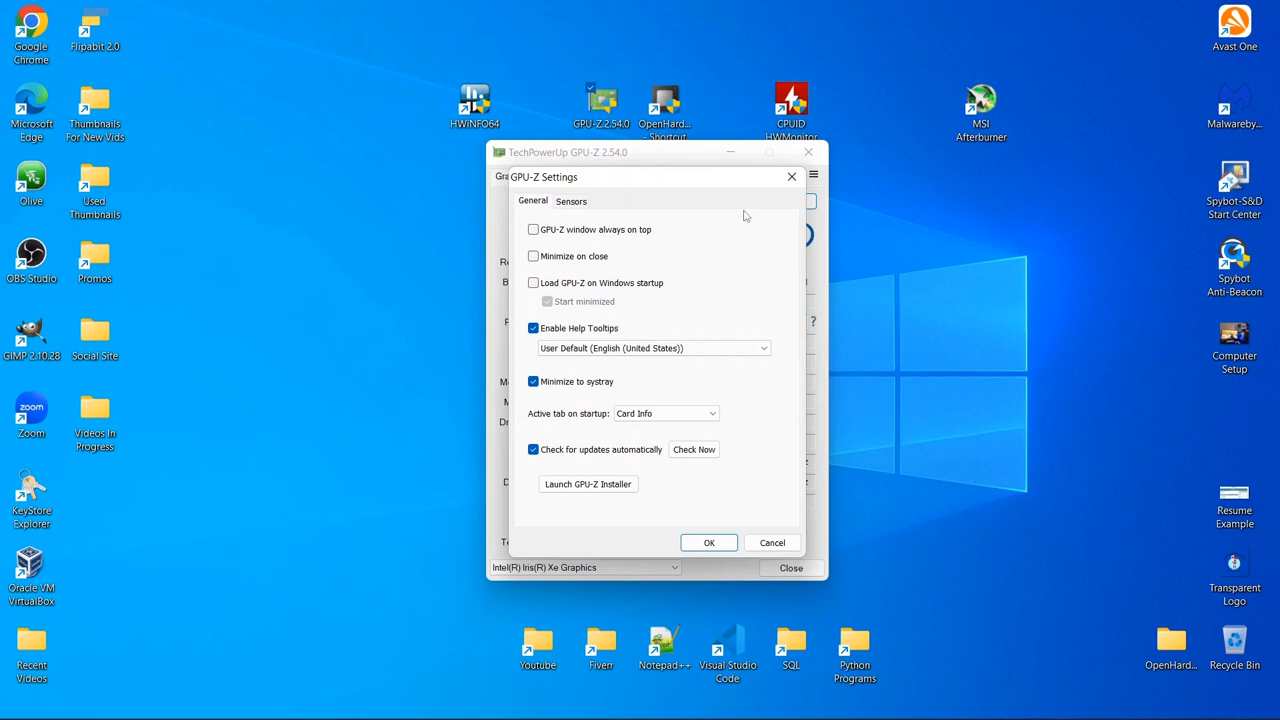 Google
Chrome
Flipabit 2.0
Microsoft
Edge
Thumbnails
For New Vids
Olive
Used
Thumbnails
OBS Studio
Promos
GIMP 2.10.28
Social Site
Zoom
Videos In
Progress
KeyStore
Explorer
Oracle VM
VirtualBox
Recent
Videos
HWiNFO64
GPU-Z.2.54.0
OpenHard...
- Shortcut
CPUID
HWMonitor
MSI
Afterburner
TechPowerUp GPU-Z 2.54.0
GPU-Z Settings
General
Sensors
GPU-Z window always on top
Minimize on close
Load GPU-Z on Windows startup
Start minimized
Enable Help Tooltips
User Default (English (United States))
Minimize to systray
Active tab on startup:
Card Info
Check for updates automatically
Check Now
Launch GPU-Z Installer
OK
Cancel
Intel(R) Iris(R) Xe Graphics
Close
Youtube
Fiverr
Notepad++
Visual Studio
Code
SQL
Python
Programs
Avast One
Malwareby...
Spybot-S&D
Start Center
Spybot
Anti-Beacon
Computer
Setup
Resume
Example
Transparent
Logo
OpenHard...
Recycle Bin